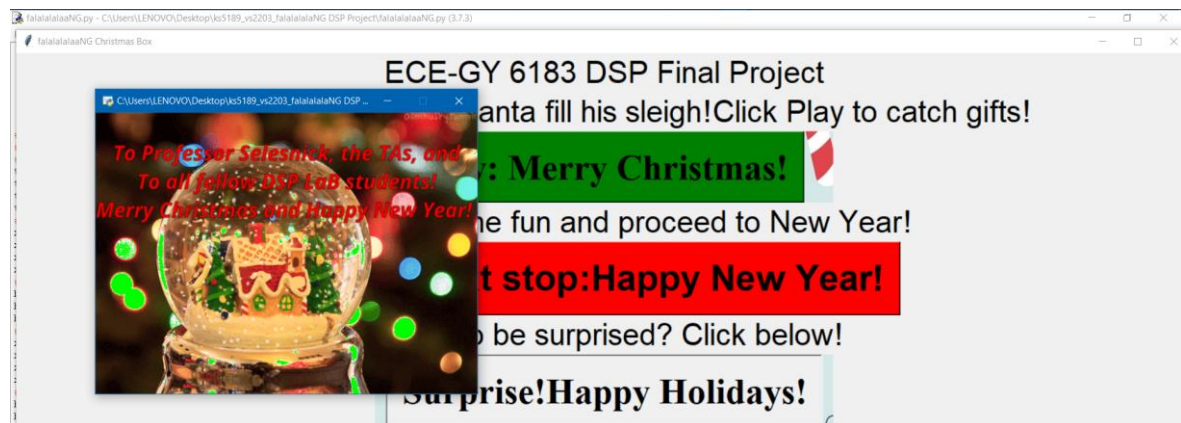 falalalalaaNG.py - C:\Users\LENOVO\Desktop\ks5189_vs2203_falalalalaNG DSP Project\falalalalaaNG.py (3.7.3)
falalalalaaNG Christmas Box
ECE-GY 6183 DSP Final Project
C:\Users\LENOVO\Desktop\ks5189_vs2203_falalalalaNG DSP ...
anta fill his sleigh!Click Play to catch gifts!
To Professor Selesnick, the TAs, and
To all fellow DSP LaB students!
Merry Christmas and Happy New Year!
: Merry Christmas!
fun and proceed to New Year!
stop:Happy New Year!
be surprised? Click below!
Surprise!Happy Holidays!